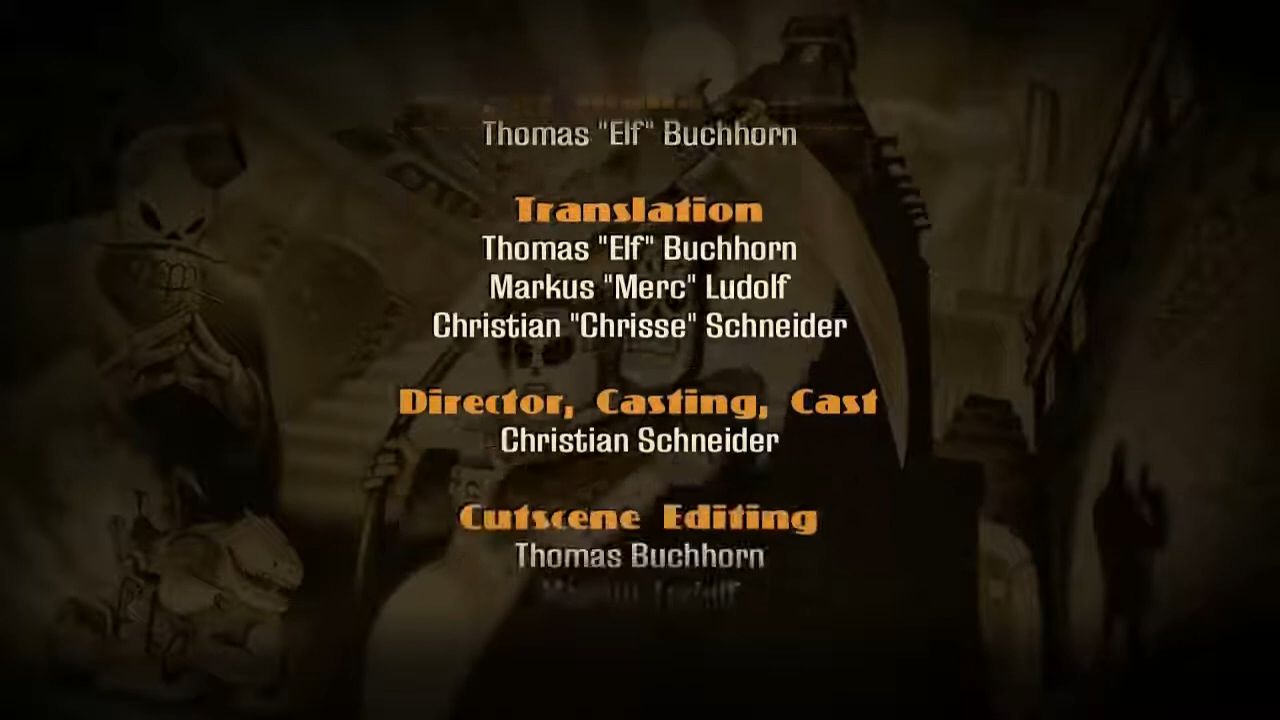 Thomas "Elf" Buchhorn
Translation
Thomas "Elf" Buchhorn
Markus "Merc" Ludolf
Christian "Chrisse" Schneider
Director, Casting, Cast
Christian Schneider
Cutscene Editing
Thomas Buchhorn